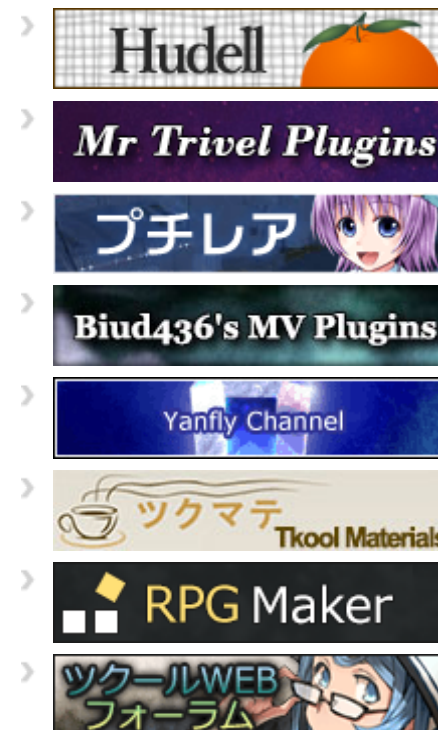 Hudell
Mr Trivel Plugins
プチレア
Biud436's MV Plugins
Yanfly Channel
ツクマテ
Tkool Materials
RPG Maker
ツクールWEB
フォーラム